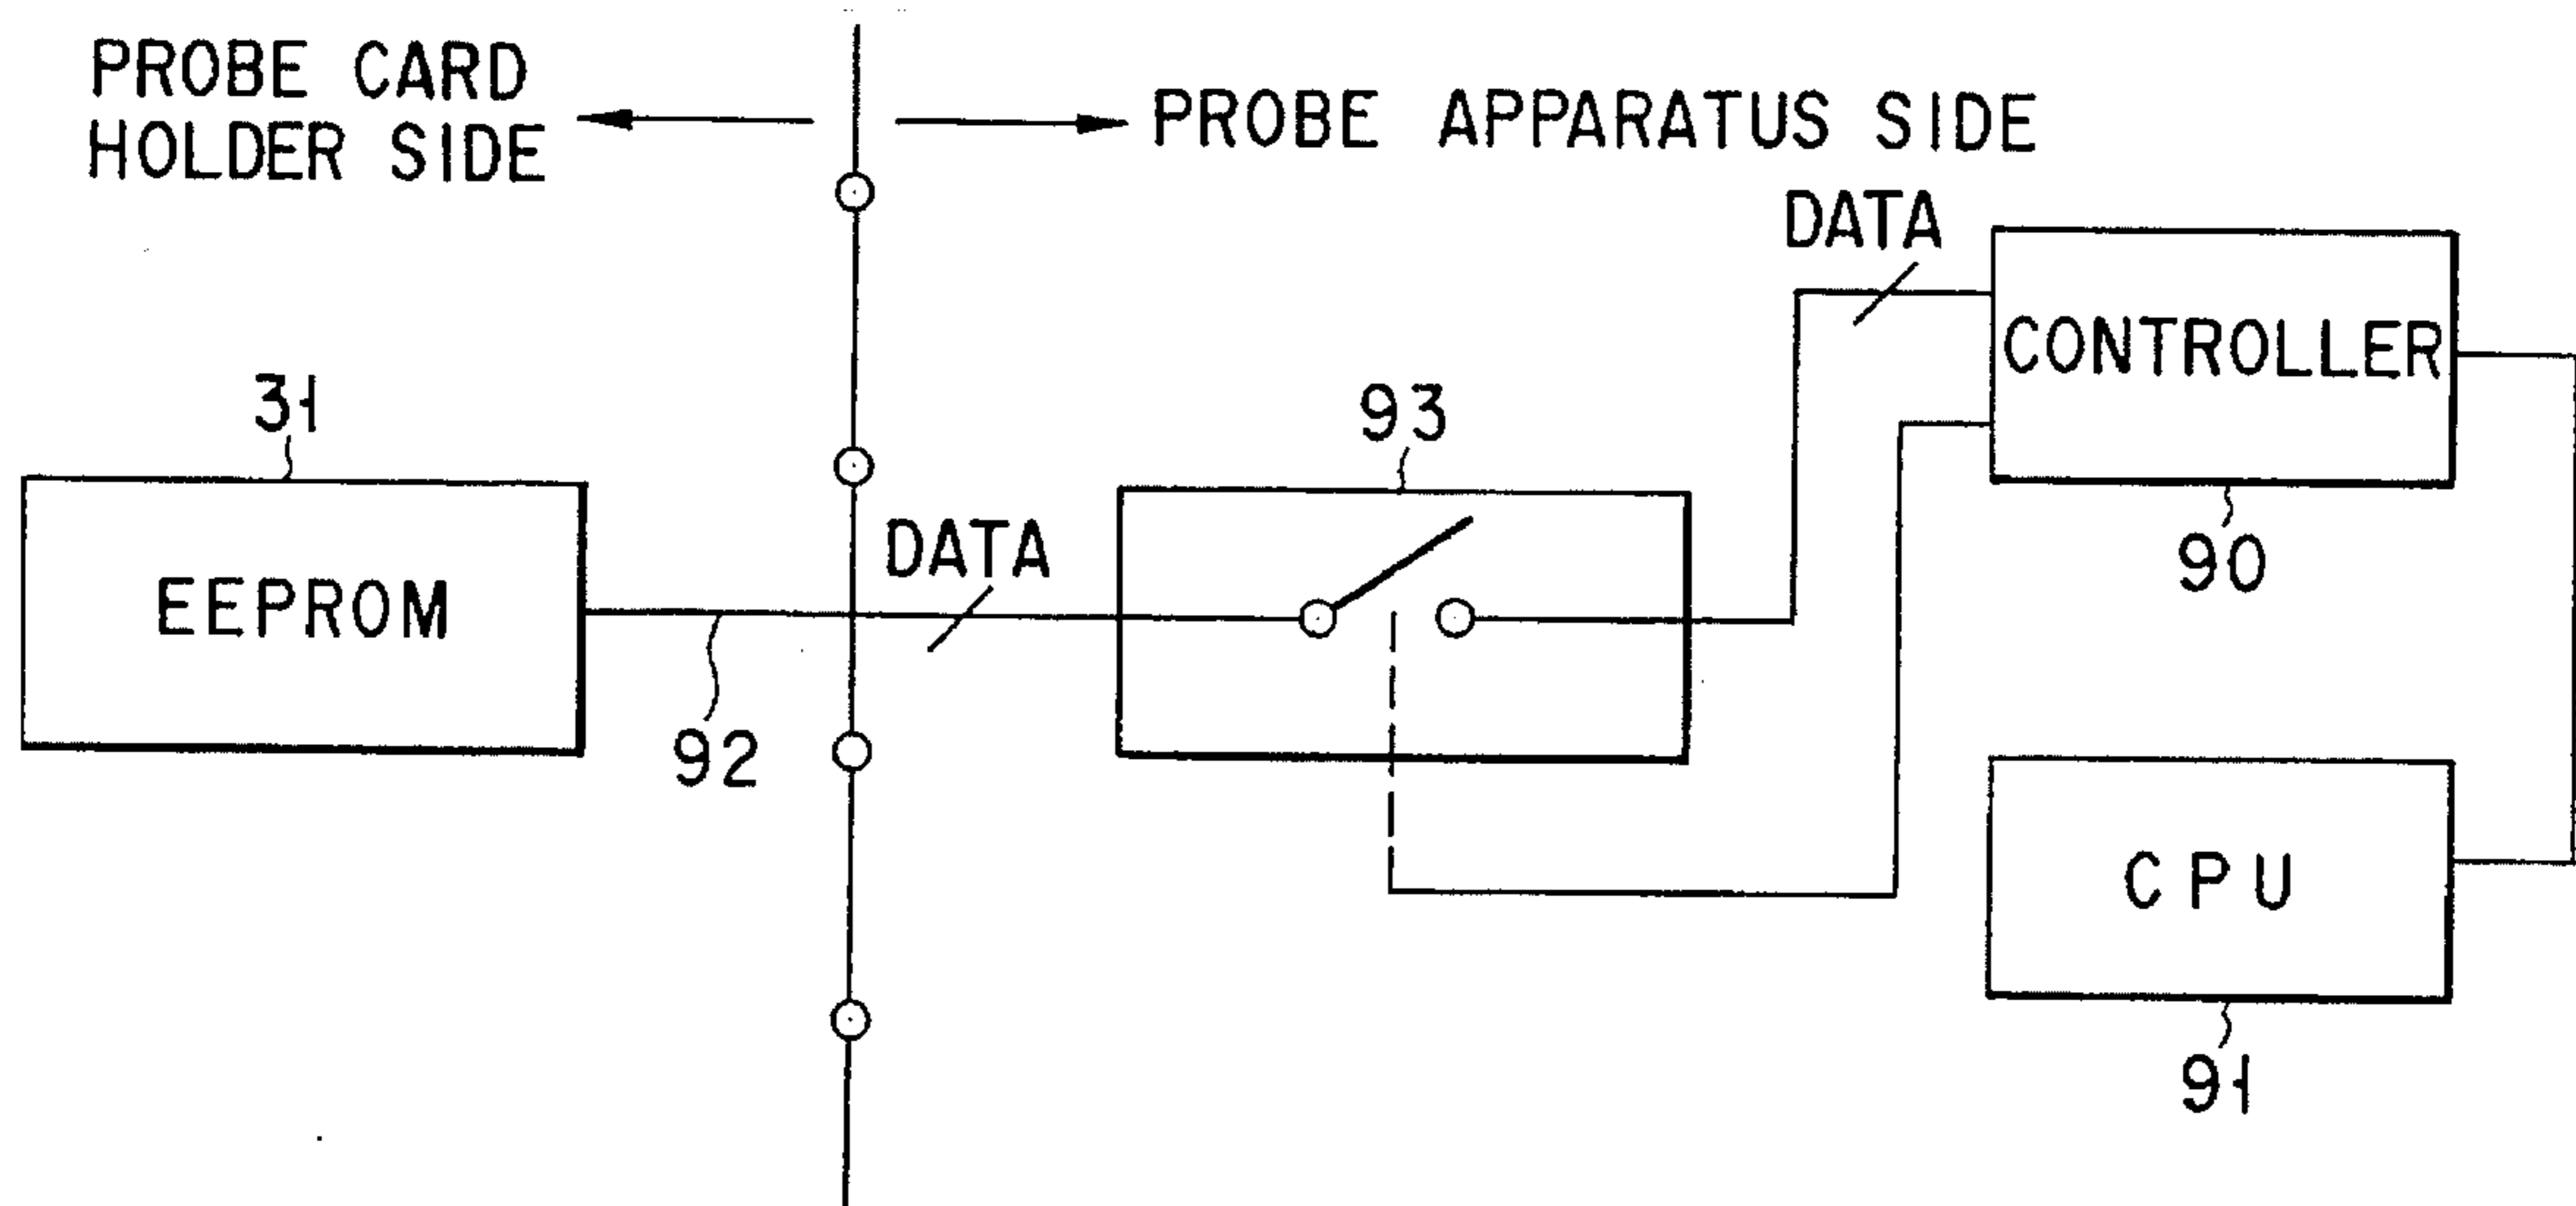 PROBE CARD
HOLDER SIDE
PROBE APPARATUS SIDE
DATA
CONTROLLER
90
31
EEPROM
92
DATA
93
CPU
91